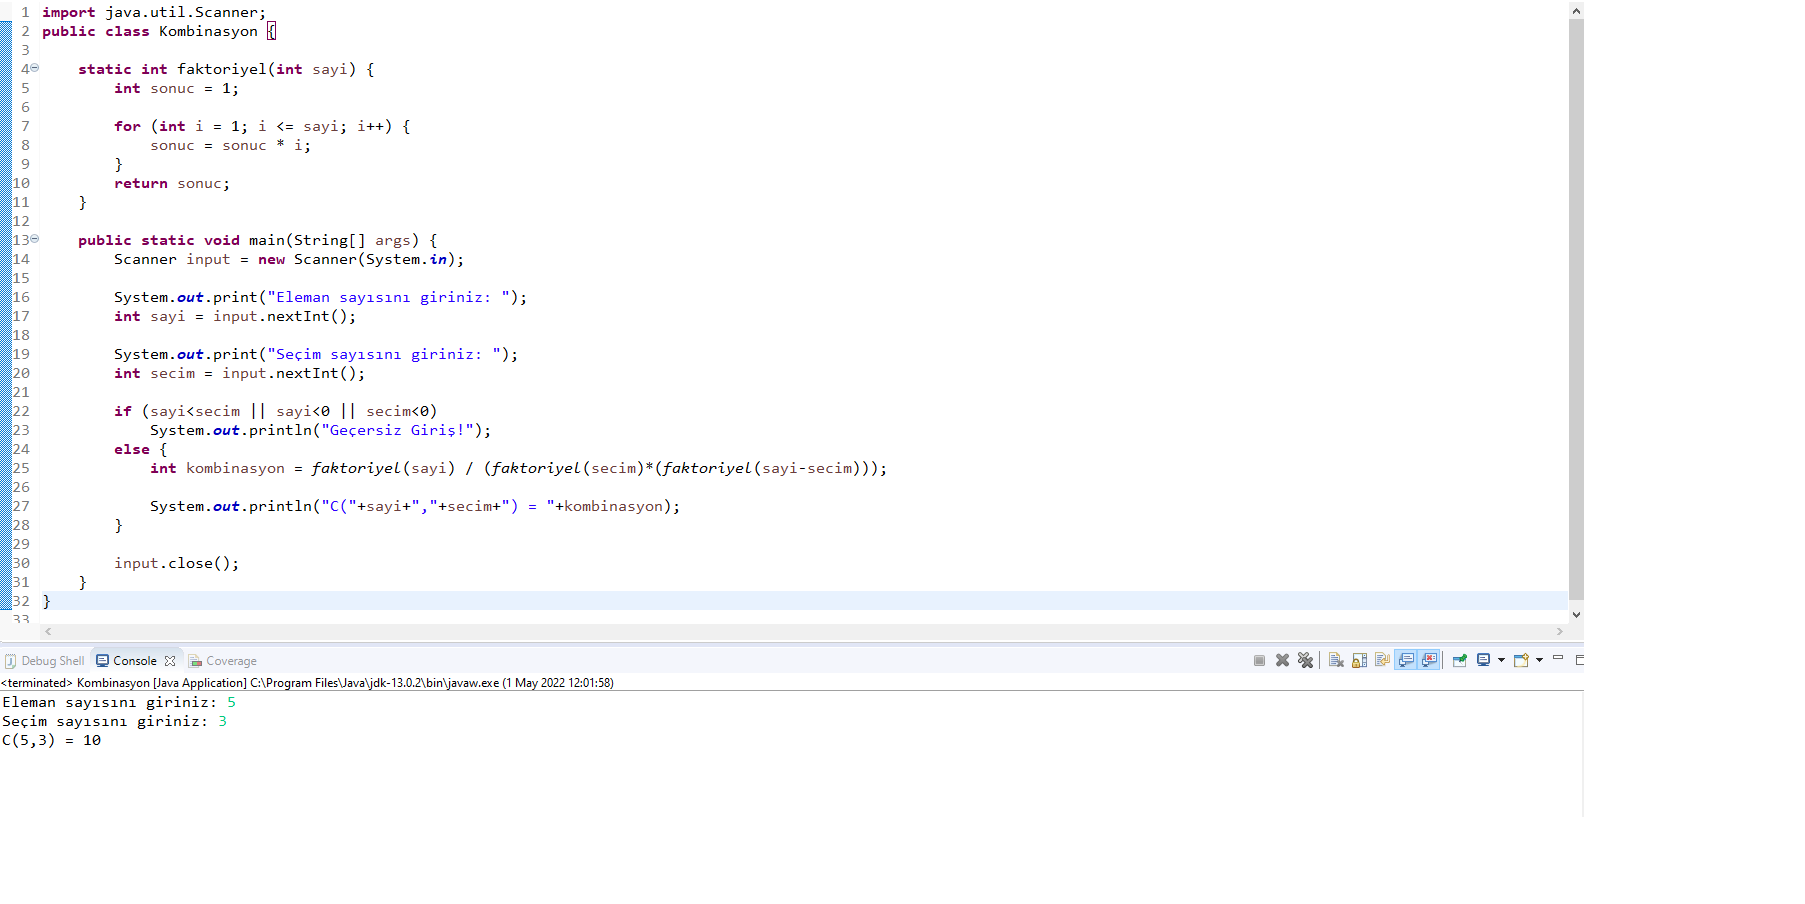 1 import java.util.Scanner;
2 public class Kombinasyon {
3
4 static int faktoriyel(int sayi) {
5 int sonuc = 1;
6
7 for (int i = 1; i <= sayi; i++) {
8 sonuc = sonuc * i;
9 }
10 return sonuc;
11 }
12
13 public static void main(String[] args) {
14 Scanner input = new Scanner(System.in);
15
16 System.out.print("Eleman sayısını giriniz: ");
17 int sayi = input.nextInt();
18
19 System.out.print("Seçim sayısını giriniz: ");
20 int secim = input.nextInt();
21
22 if (sayi<secim || sayi<0 || secim<0)
23 System.out.println("Geçersiz Giriş!");
24 else {
25 int kombinasyon = faktoriyel(sayi) / (faktoriyel(secim)*(faktoriyel(sayi-secim)));
26
27 System.out.println("C("+sayi+","+secim+") = "+kombinasyon);
28 }
29
30 input.close();
31 }
32 }
33
Debug Shell Console Coverage
<terminated> Kombinasyon [Java Application] C:\Program Files\Java\jdk-13.0.2\bin\javaw.exe (1 May 2022 12:01:58)
Eleman sayısını giriniz: 5
Seçim sayısını giriniz: 3
C(5,3) = 10